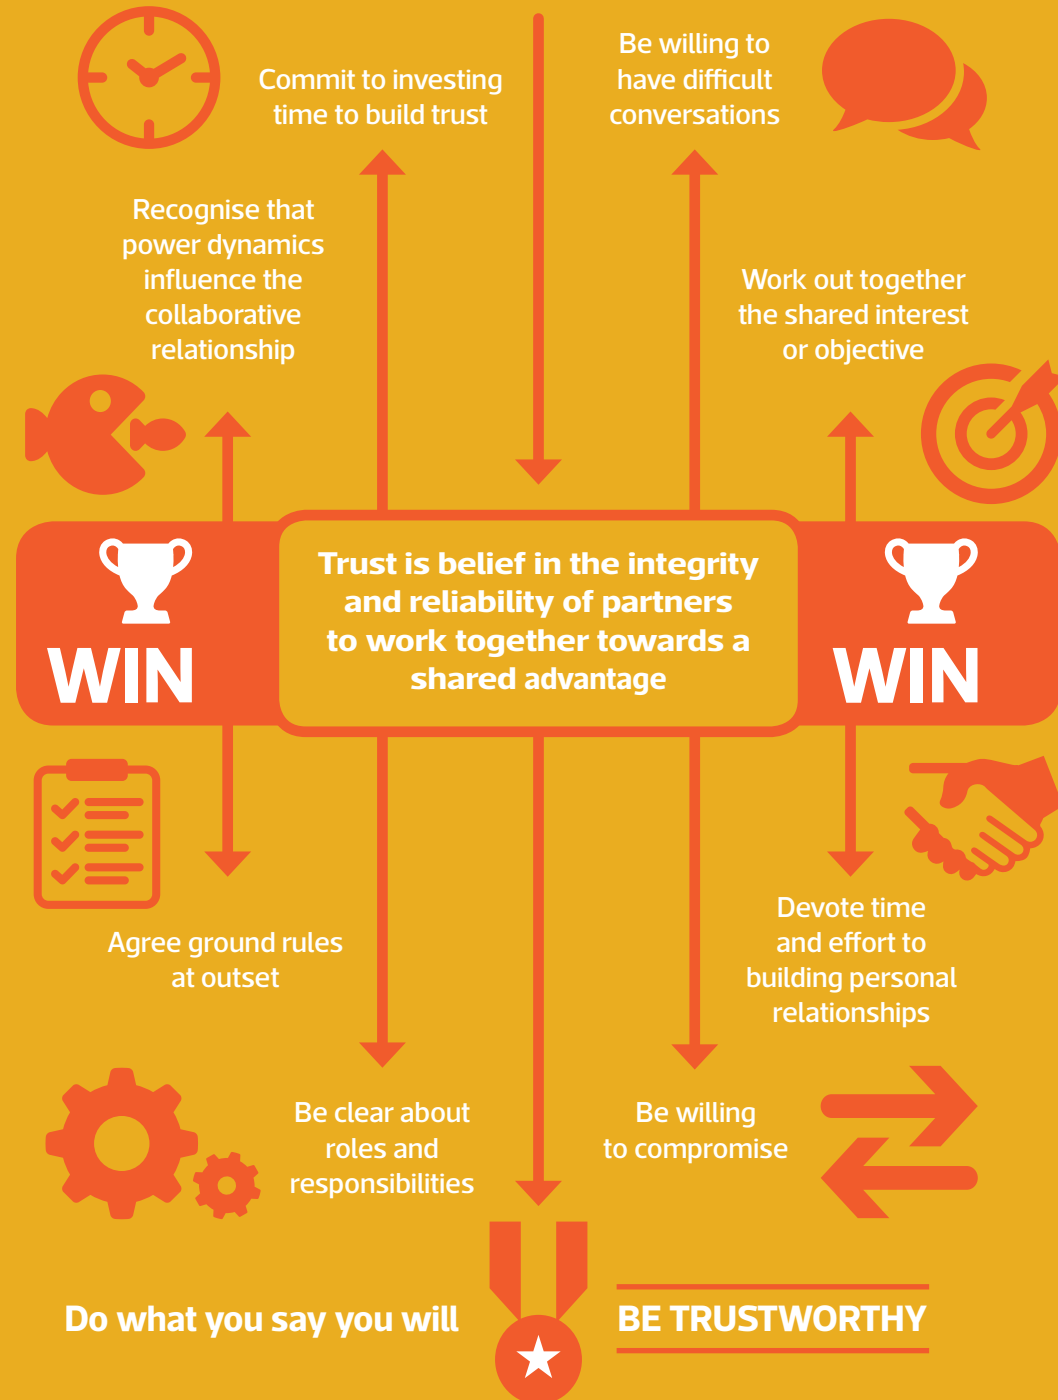 Commit to investing
time to build trust
Be willing to
have difficult
conversations
Recognise that
power dynamics
influence the
collaborative
relationship
Work out together
the shared interest
or objective
WIN
Trust is belief in the integrity
and reliability of partners
to work together towards a
shared advantage
WIN
Agree ground rules
at outset
Devote time
and effort to
building personal
relationships
Be clear about
roles and
responsibilities
Be willing
to compromise
Do what you say you will
BE TRUSTWORTHY